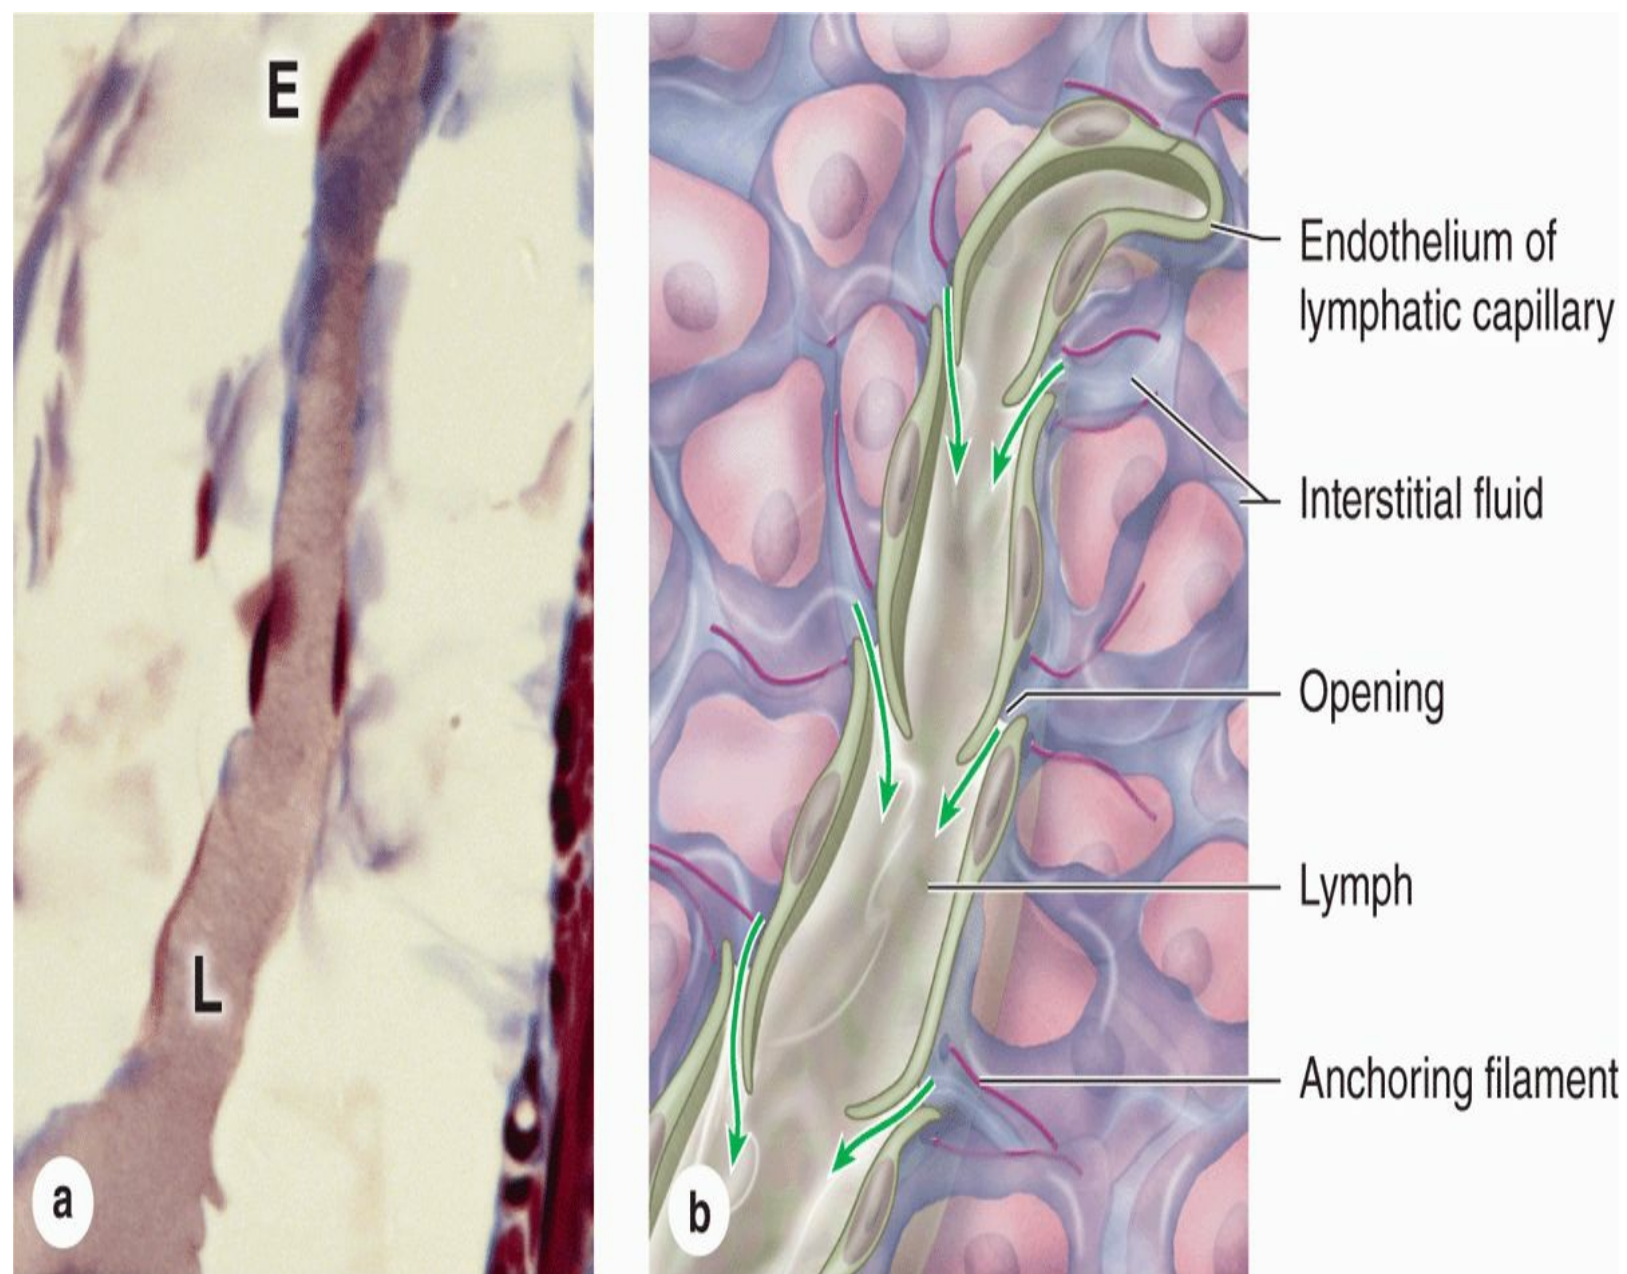 E
L
a
b
Endothelium of
lymphatic capillary
Interstitial fluid
Opening
Lymph
Anchoring filament